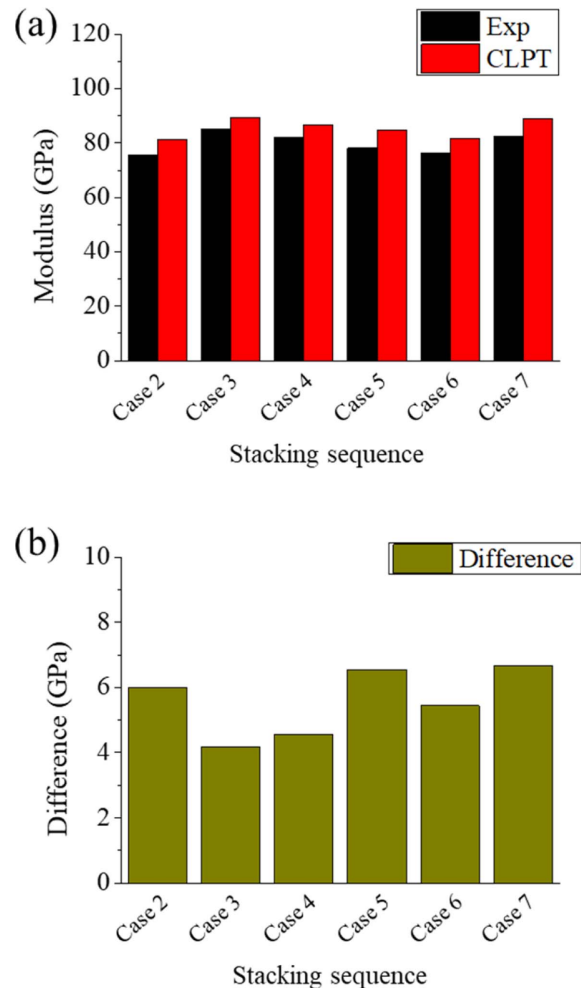 (a)
Exp
CLPT
120
100
80
60
40
20
0
Modulus (GPa)
Case 2
Case 3
Case 4
Case 5
Case 6
Case 7
Stacking sequence
(b)
Difference
10
8
6
4
2
0
Difference (GPa)
Case 2
Case 3
Case 4
Case 5
Case 6
Case 7
Stacking sequence